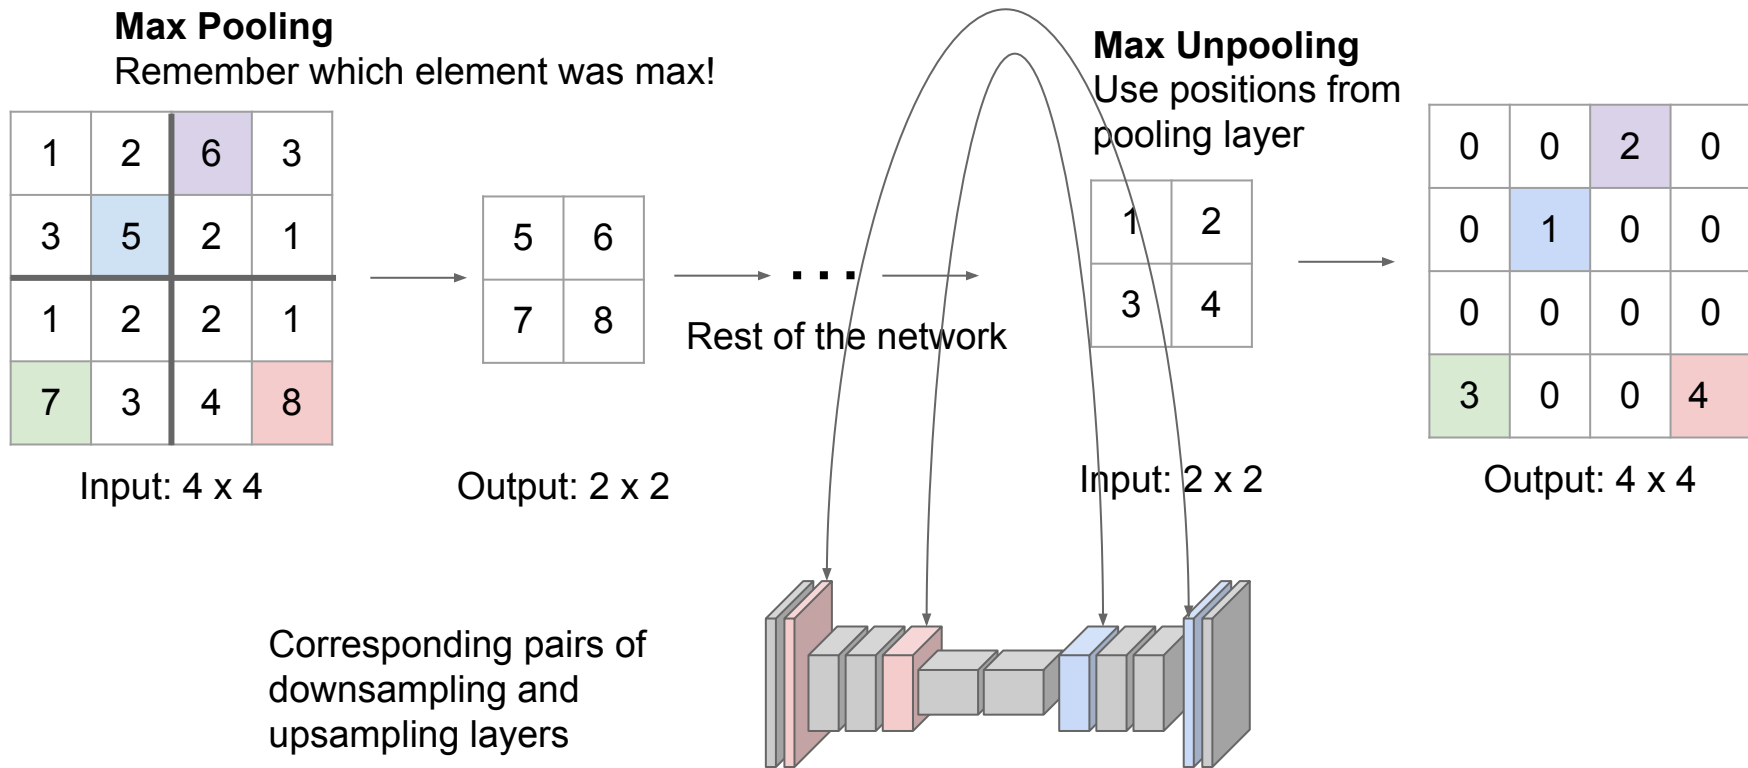 Max Pooling
Remember which element was max!
1 2 6 3
3 5 2 1
1 2 2 1
7 3 4 8
Input: 4 x 4
5 6
7 8
Output: 2 x 2
...
Rest of the network
Max Unpooling
Use positions from
pooling layer
1 2
3 4
Input: 2 x 2
0 0 2 0
0 1 0 0
0 0 0 0
3 0 0 4
Output: 4 x 4
Corresponding pairs of
downsampling and
upsampling layers